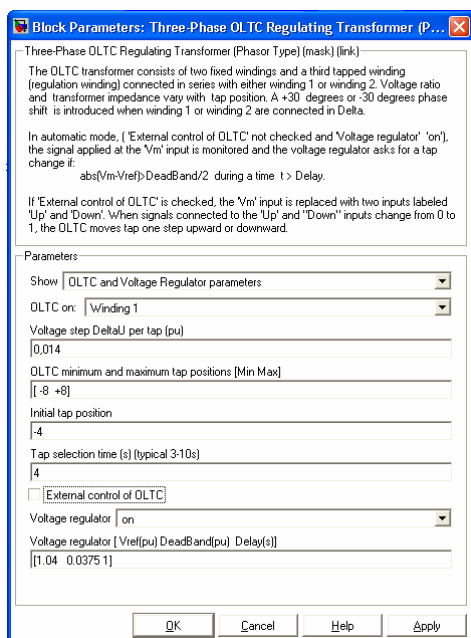 Block Parameters: Three-Phase OLTC Regulating Transformer (P...
Three-Phase OLTC Regulating Transformer (Phasor Type) (mask) (link)
The OLTC transformer consists of two fixed windings and a third tapped winding
(regulation winding) connected in series with either winding 1 or winding 2. Voltage ratio
and transformer impedance vary with tap position. A +30 degrees or -30 degrees phase
shift is introduced when winding 1 or winding 2 are connected in Delta.
In automatic mode, ( 'External control of OLTC' not checked and 'Voltage regulator' 'on'),
the signal applied at the 'Vm' input is monitored and the voltage regulator asks for a tap
change if:
abs(Vm-Vref)>DeadBand/2 during a time t > Delay.
If 'External control of OLTC' is checked, the 'Vm' input is replaced with two inputs labeled
'Up' and 'Down'. When signals connected to the 'Up' and "Down" inputs change from 0 to
1, the OLTC moves tap one step upward or downward.
Parameters
Show OLTC and Voltage Regulator parameters
OLTC on: Winding 1
Voltage step DeltaU per tap (pu)
0,014
OLTC minimum and maximum tap positions [Min Max]
[ -8 +8]
Initial tap position
-4
Tap selection time (s) (typical 3-10s)
4
External control of OLTC
Voltage regulator on
Voltage regulator [ Vref(pu) DeadBand(pu) Delay(s)]
[1.04 0.0375 1]
OK Cancel Help Apply